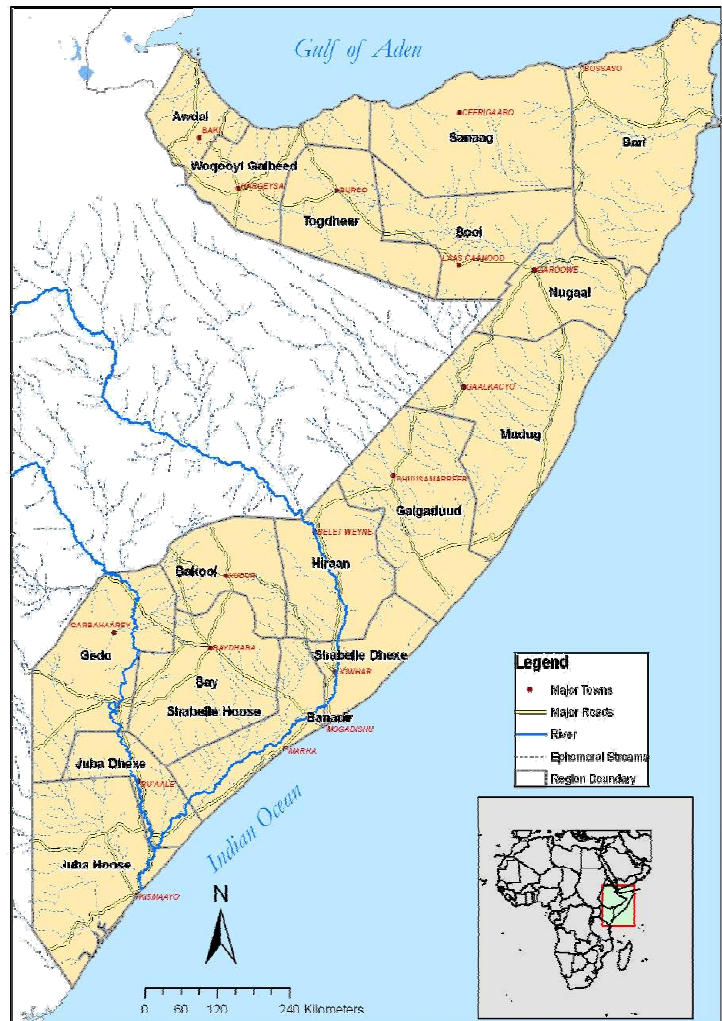 Gulf of Aden
BOSSASO
CEERIGAABO
Awdal
BAKI
Sanaag
Bari
Woqooyi Galbeed
HARGEYSA
BURCO
Togdheer
Sool
LAAS CAANOOD
GAROOWE
Nugaal
GAALKACYO
Mudug
DHUUSAMARREEB
Galgaduud
BELET WEYNE
Hiraan
Bakool
XUDUR
GARBAHAAREY
Gedo
BAYDHABA
Shabelle Dhexe
JOWHAR
Bay
Shabelle Hoose
Banadir
MOGADISHU
MARKA
Juba Dhexe
BU'AALE
Juba Hoose
KISMAAYO
Indian Ocean
Legend
Major Towns
Major Roads
River
Ephemeral Streams
Region Boundary
N
0 60 120 240 Kilometers